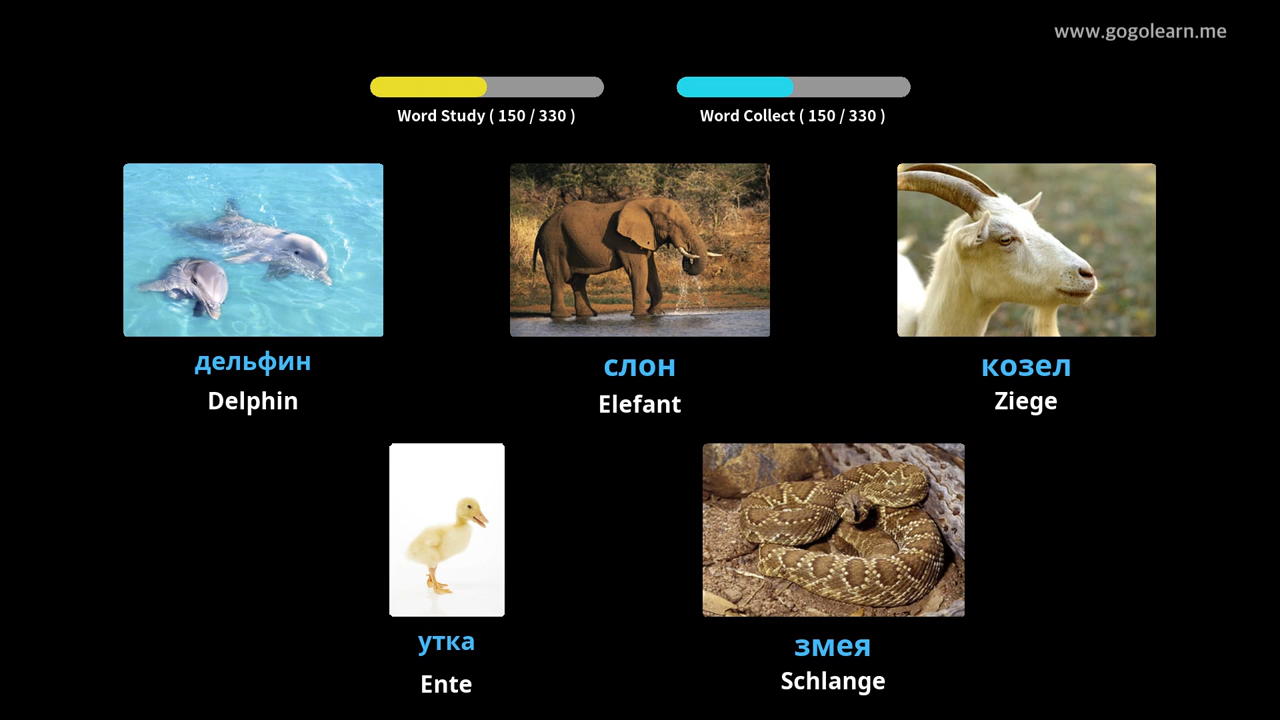 www.gogolearn.me
Word Study ( 150 / 330 )
Word Collect ( 150 / 330 )
дельфин
Delphin
слон
Elefant
козел
Ziege
утка
Ente
змея
Schlange